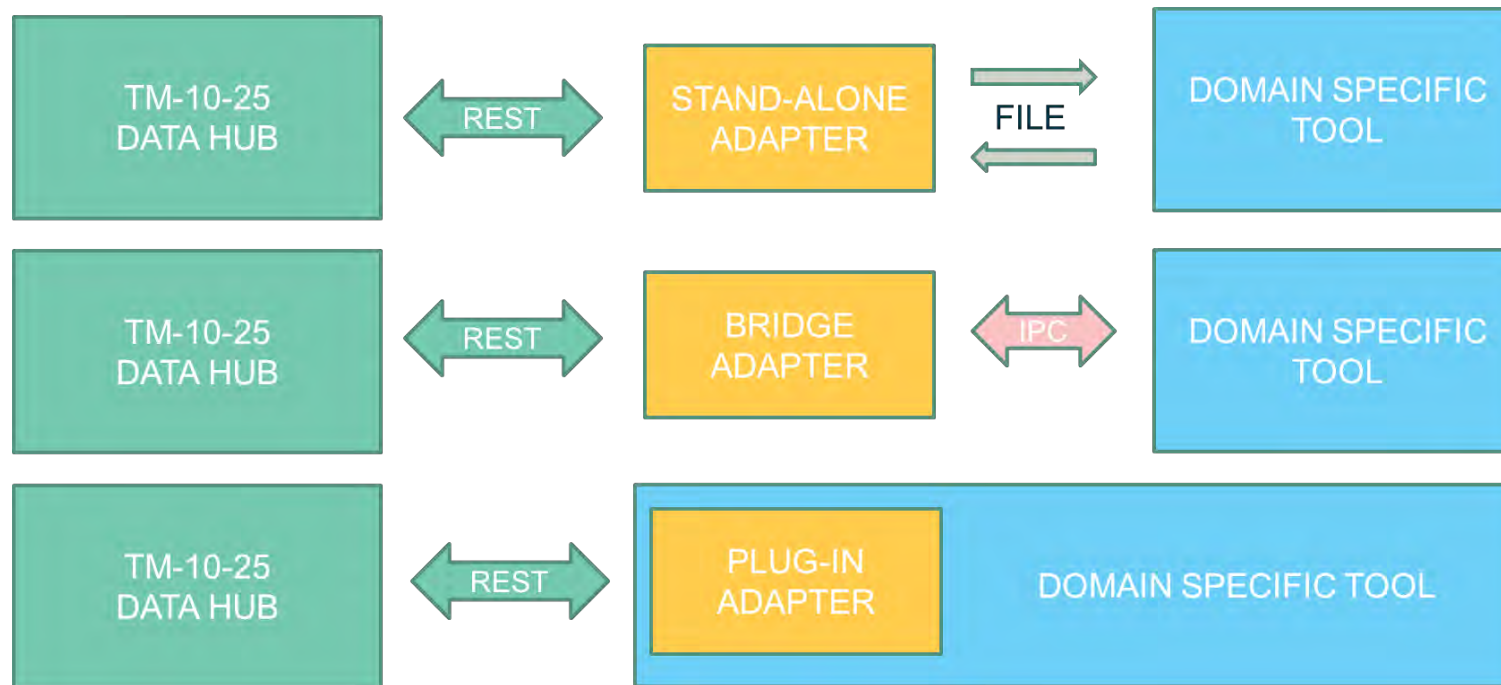 TM-10-25
DATA HUB
REST
STAND-ALONE
ADAPTER
FILE
DOMAIN SPECIFIC
TOOL
TM-10-25
DATA HUB
REST
BRIDGE
ADAPTER
IPC
DOMAIN SPECIFIC
TOOL
TM-10-25
DATA HUB
REST
PLUG-IN
ADAPTER
DOMAIN SPECIFIC TOOL